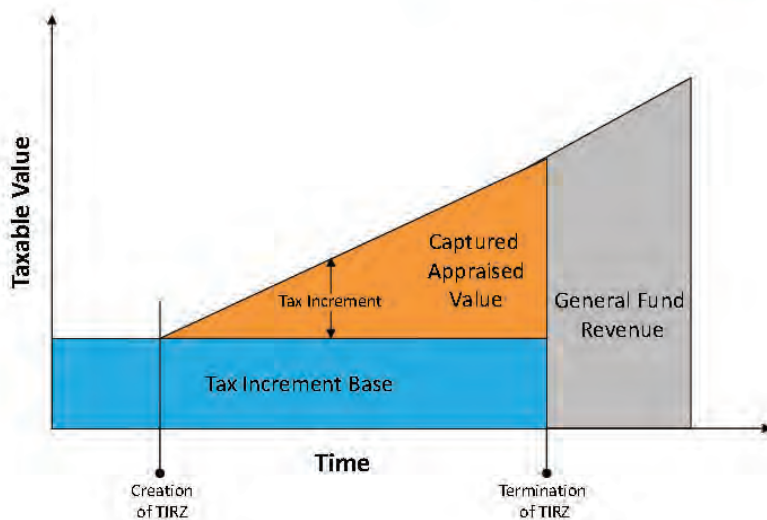 Taxable Value
Captured
Appraised
Value
Tax Increment
General Fund
Revenue
Tax Increment Base
Time
Creation
of TIRZ
Termination
of TIRZ